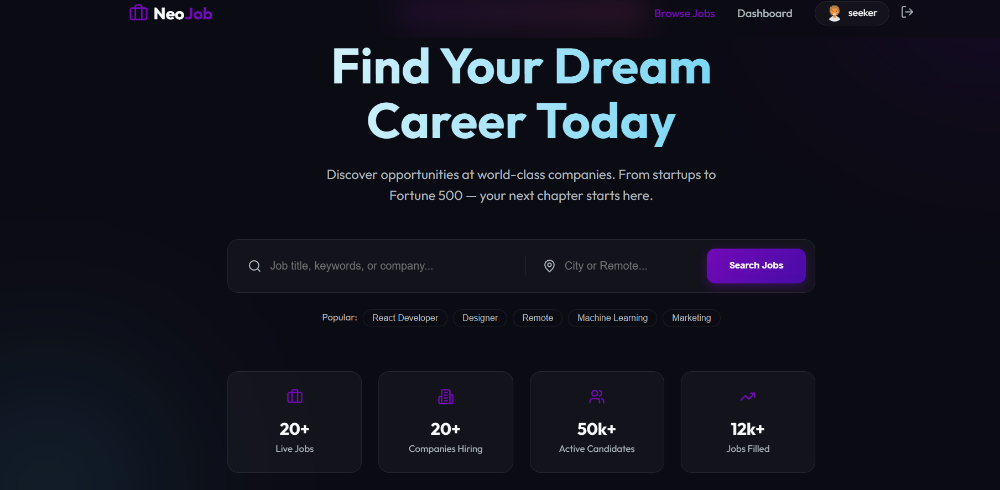 NeoJob
Browse Jobs
Dashboard
seeker
Find Your Dream
Career Today
Discover opportunities at world-class companies. From startups to
Fortune 500 — your next chapter starts here.
Job title, keywords, or company...
City or Remote...
Search Jobs
Popular:
React Developer
Designer
Remote
Machine Learning
Marketing
20+
Live Jobs
20+
Companies Hiring
50k+
Active Candidates
12k+
Jobs Filled